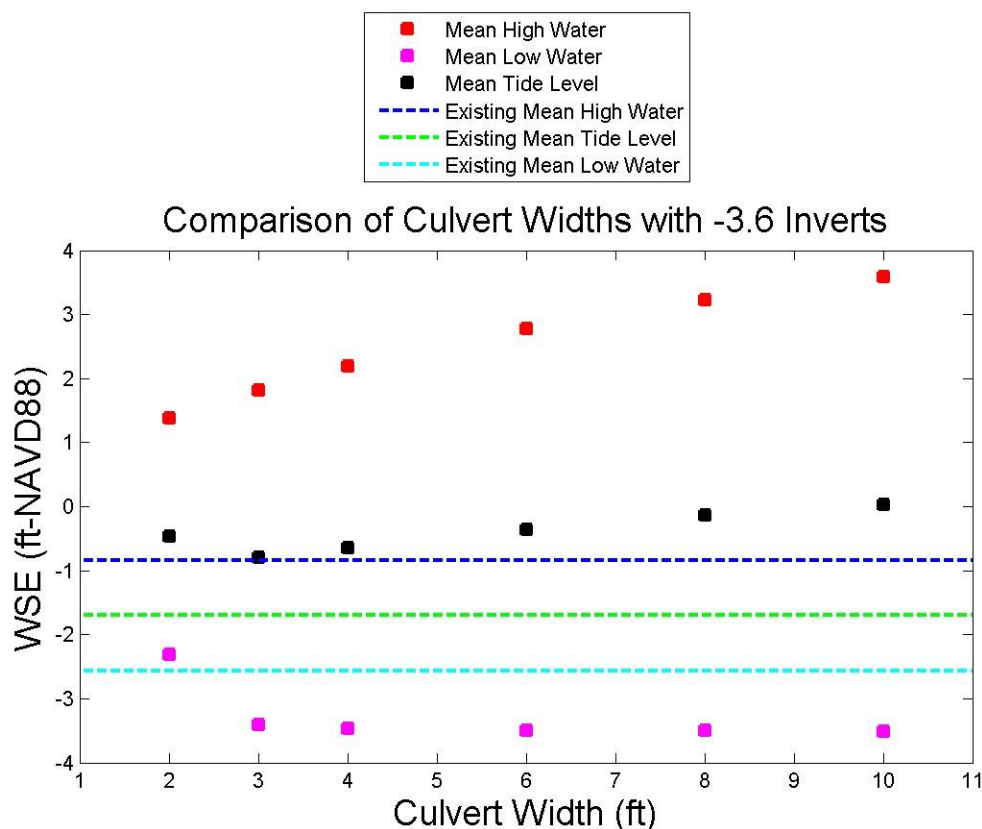 Mean High Water
Mean Low Water
Mean Tide Level
Existing Mean High Water
Existing Mean Tide Level
Existing Mean Low Water
Comparison of Culvert Widths with -3.6 Inverts
4
3
2
1
0
-1
-2
-3
-4
WSE (ft-NAVD88)
1 2 3 4 5 6 7 8 9 10 11
Culvert Width (ft)